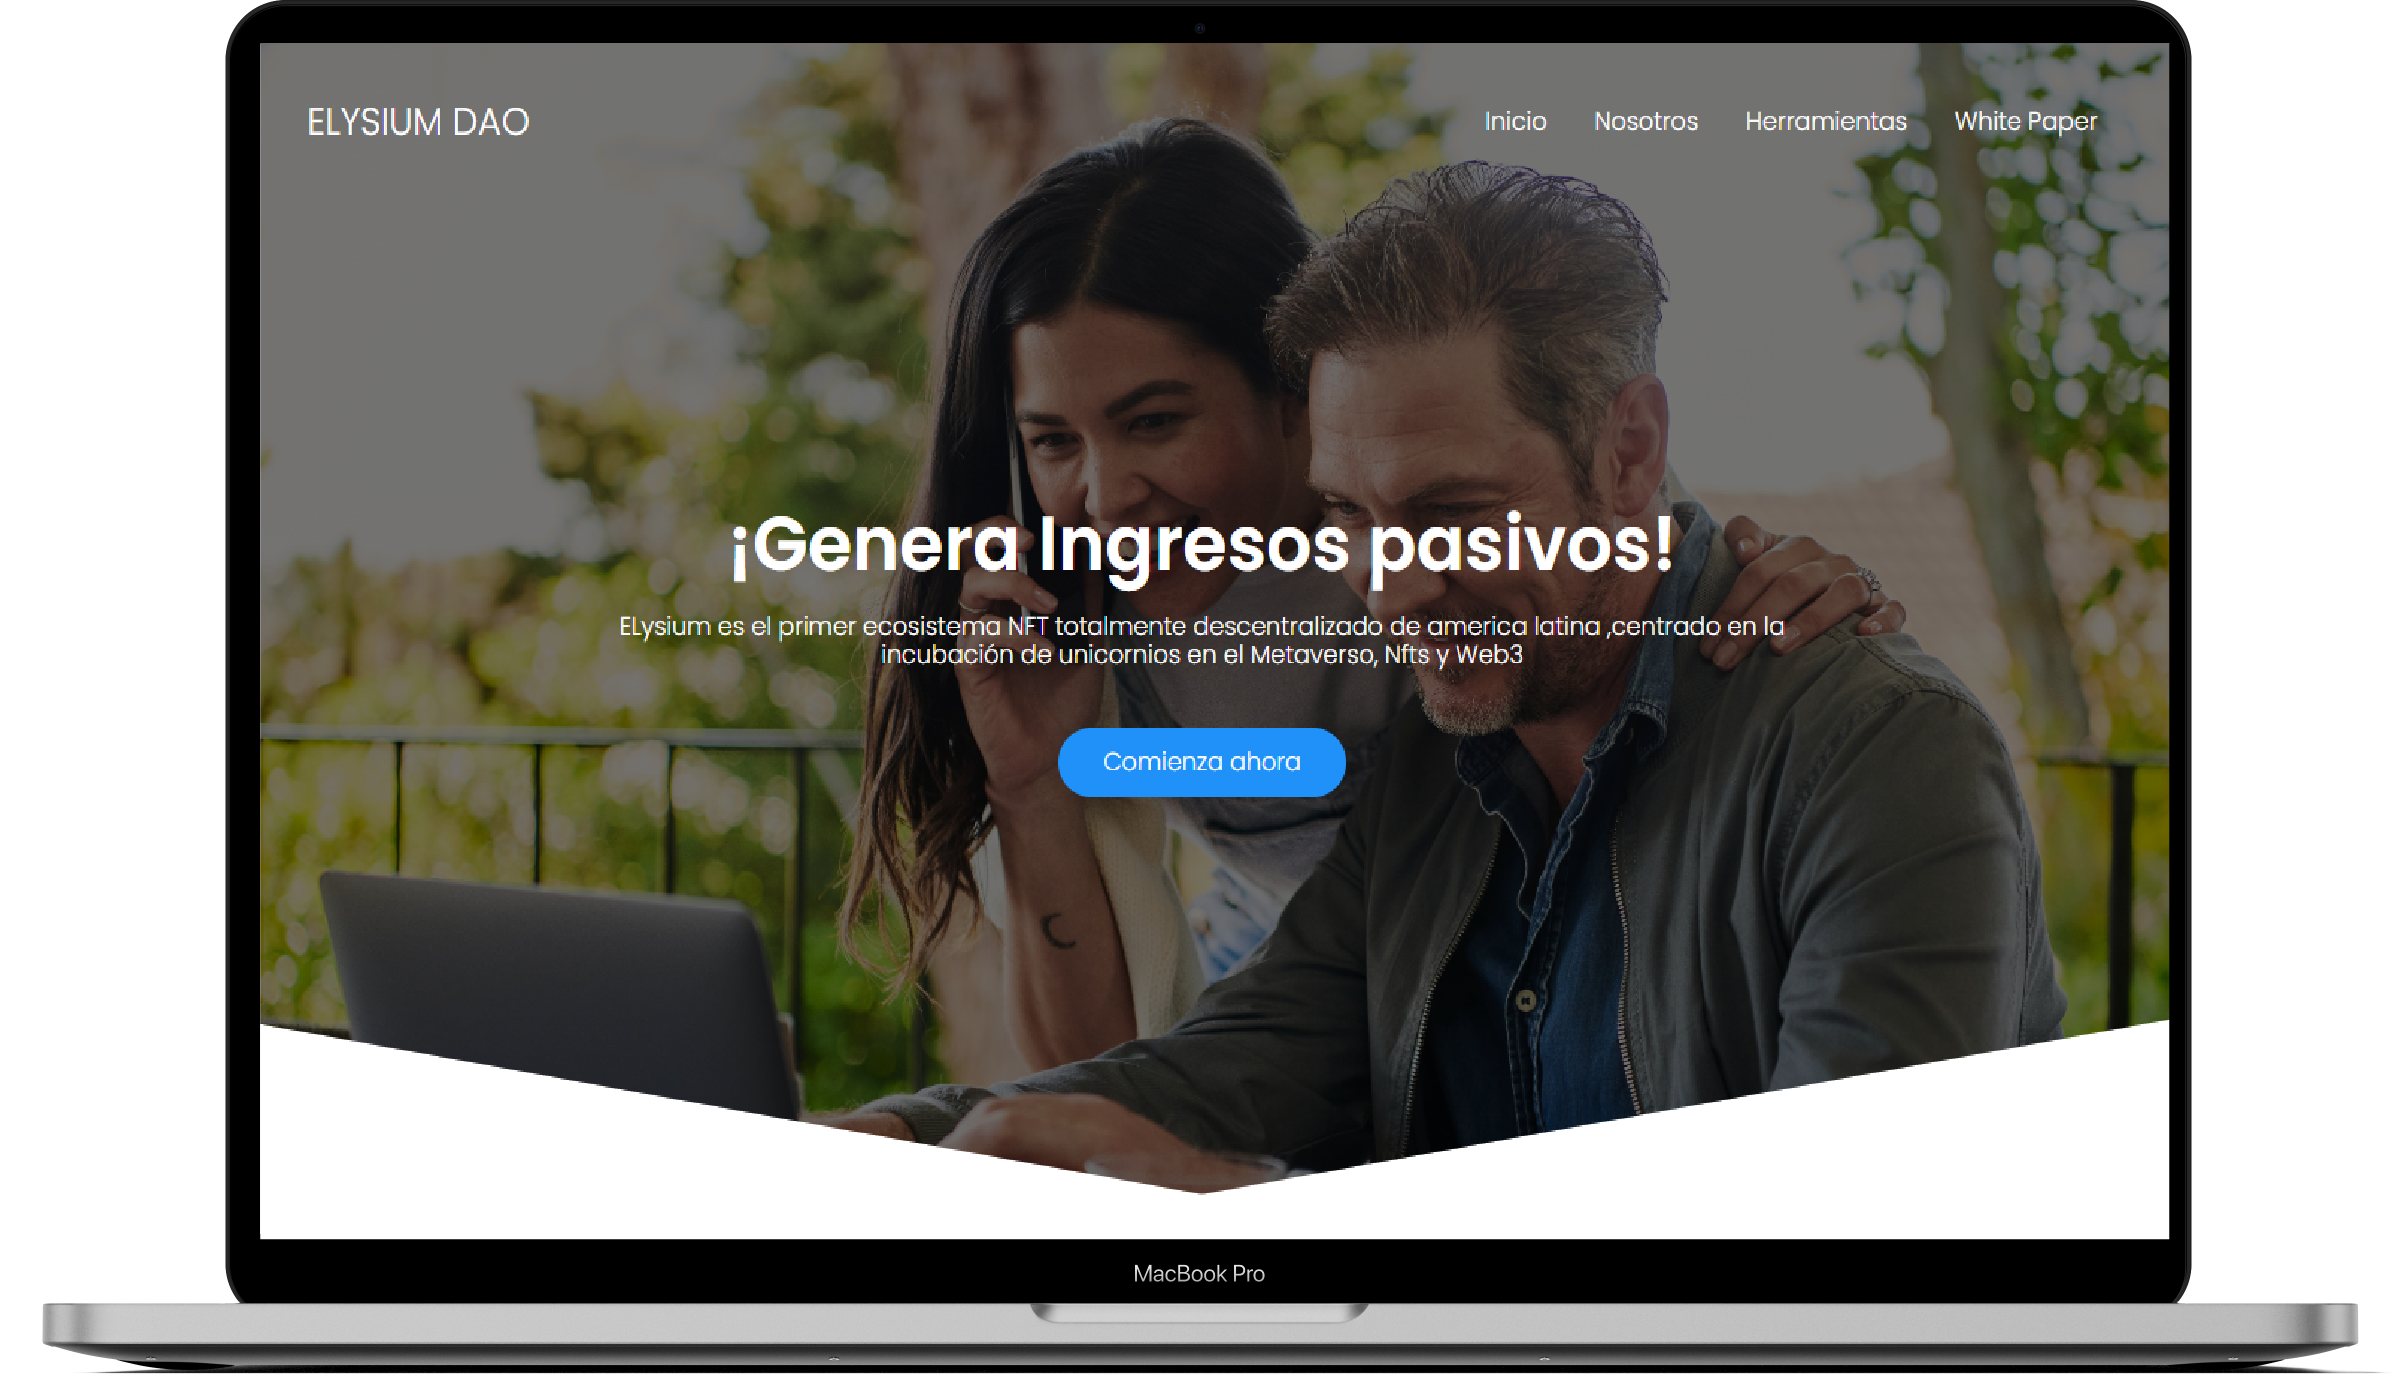 ELYSIUM DAO
Inicio Nosotros Herramientas White Paper
¡Genera Ingresos pasivos!
ELysium es el primer ecosistema NFT totalmente descentralizado de america latina ,centrado en la
incubación de unicornios en el Metaverso, Nfts y Web3
Comienza ahora
MacBook Pro